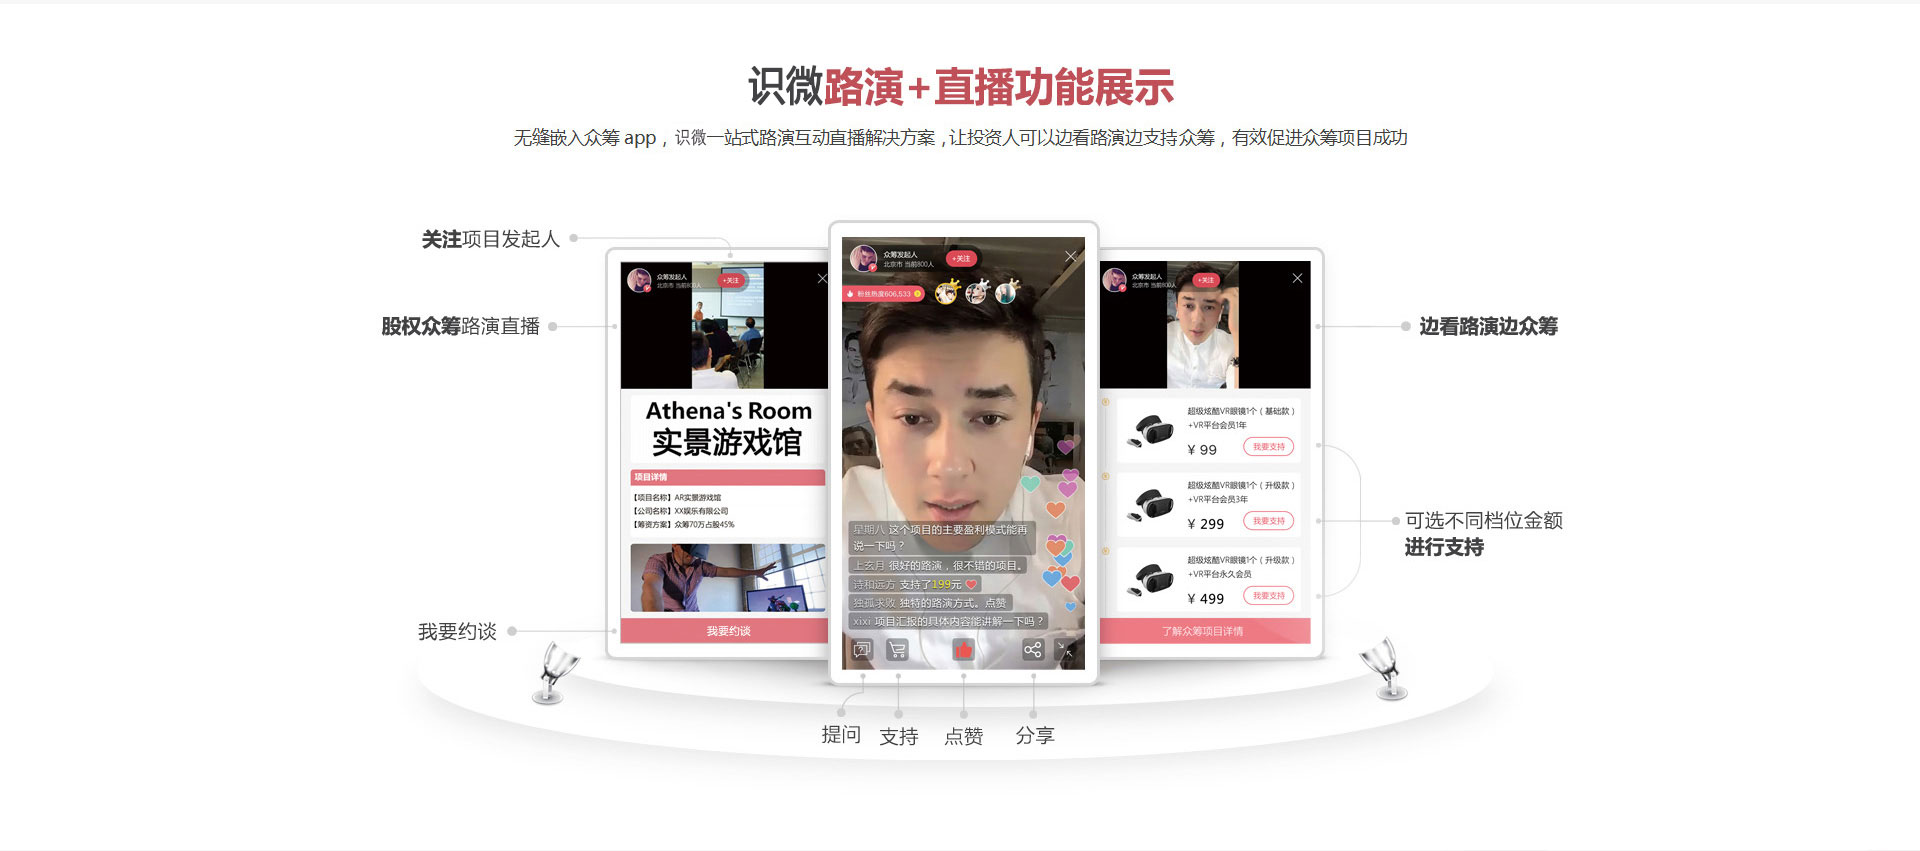 识微路演+直播功能展示
无缝嵌入众筹 app，识微一站式路演互动直播解决方案，让投资人可以边看路演边支持众筹，有效促进众筹项目成功
关注项目发起人
股权众筹路演直播
我要约谈
众筹发起人
北京市 当前800人
+关注
Athena's Room
实景游戏馆
项目详情
【项目名称】AR实景游戏馆
【公司名称】XX娱乐有限公司
【筹资方案】众筹70万占股45%
我要约谈
众筹发起人
北京市 当前800人
+关注
粉丝热度606,533
星期八 这个项目的主要盈利模式能再
说一下吗？
上玄月 很好的路演，很不错的项目。
诗和远方 支持了199元
独孤求败 独特的路演方式。点赞
xixi 项目汇报的具体内容能讲解一下吗？
提问
支持
点赞
分享
众筹发起人
北京市 当前800人
+关注
超级炫酷VR眼镜1个（基础款）
+VR平台会员1年
¥ 99
我要支持
超级炫酷VR眼镜1个（升级款）
+VR平台会员3年
¥ 299
我要支持
超级炫酷VR眼镜1个（升级款）
+VR平台永久会员
¥ 499
我要支持
了解众筹项目详情
边看路演边众筹
可选不同档位金额
进行支持